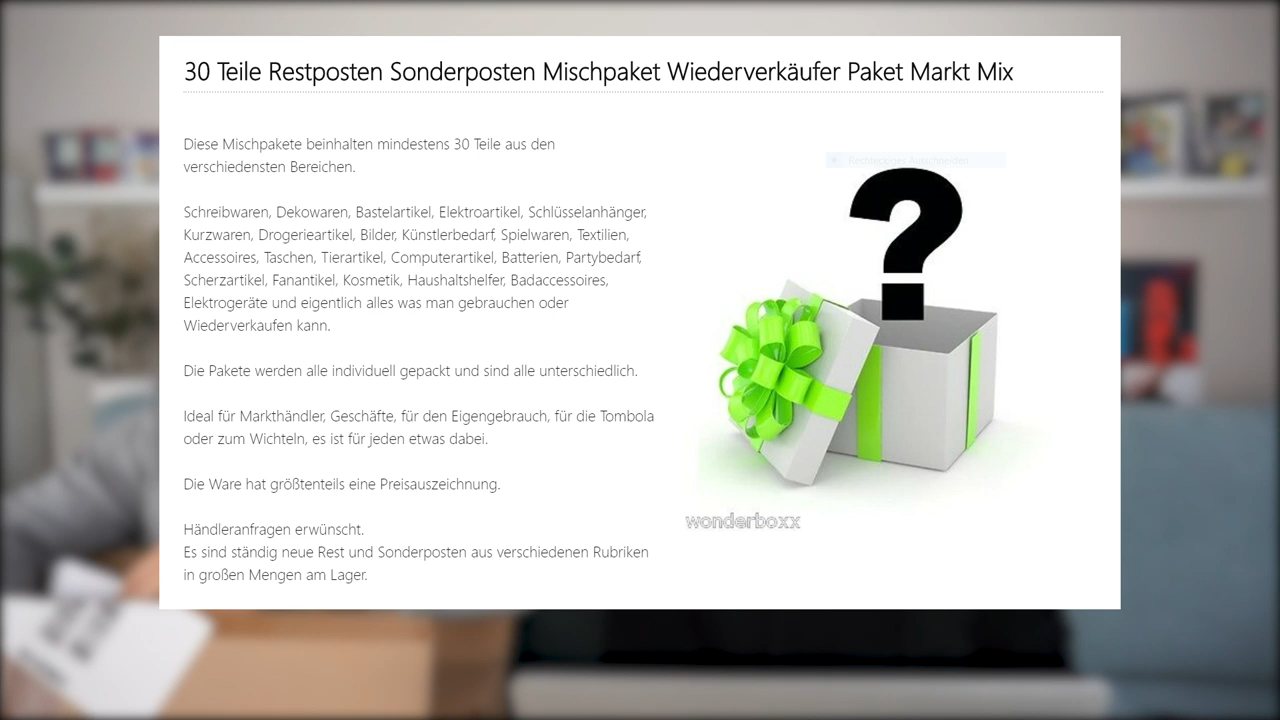 30 Teile Restposten Sonderposten Mischpaket Wiederverkäufer Paket Markt Mix
Diese Mischpakete beinhalten mindestens 30 Teile aus den
verschiedensten Bereichen.
Schreibwaren, Dekowaren, Bastelartikel, Elektroartikel, Schlüsselanhänger,
Kurzwaren, Drogerieartikel, Bilder, Künstlerbedarf, Spielwaren, Textilien,
Accessoires, Taschen, Tierartikel, Computerartikel, Batterien, Partybedarf,
Scherzartikel, Fanantikel, Kosmetik, Haushaltshelfer, Badaccessoires,
Elektrogeräte und eigentlich alles was man gebrauchen oder
Wiederverkaufen kann.
Die Pakete werden alle individuell gepackt und sind alle unterschiedlich.
Ideal für Markthändler, Geschäfte, für den Eigengebrauch, für die Tombola
oder zum Wichteln, es ist für jeden etwas dabei.
Die Ware hat größtenteils eine Preisauszeichnung.
Händleranfragen erwünscht.
Es sind ständig neue Rest und Sonderposten aus verschiedenen Rubriken
in großen Mengen am Lager.
?
wonderboxx